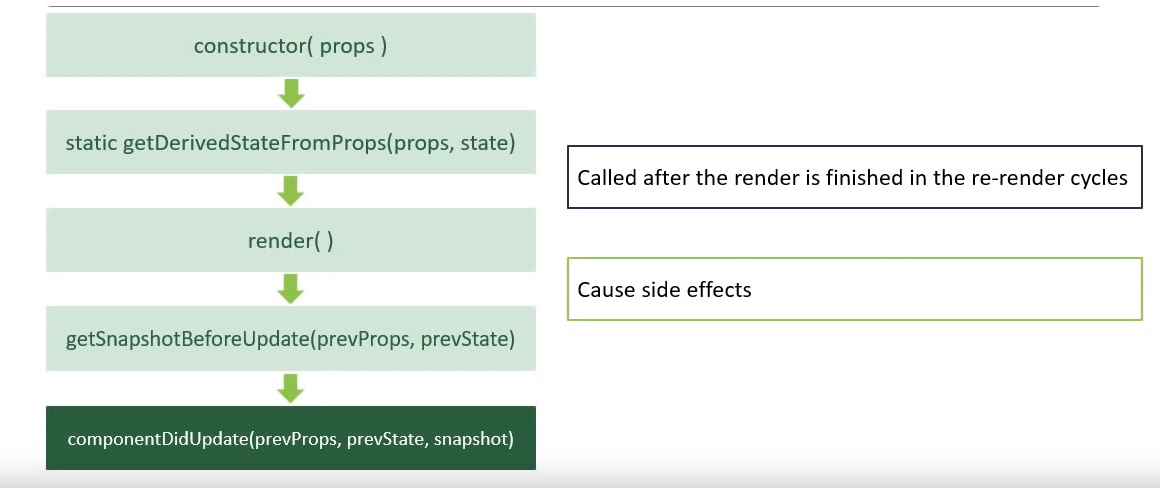 constructor( props )
static getDerivedStateFromProps(props, state)
render( )
getSnapshotBeforeUpdate(prevProps, prevState)
componentDidUpdate(prevProps, prevState, snapshot)
Called after the render is finished in the re-render cycles
Cause side effects